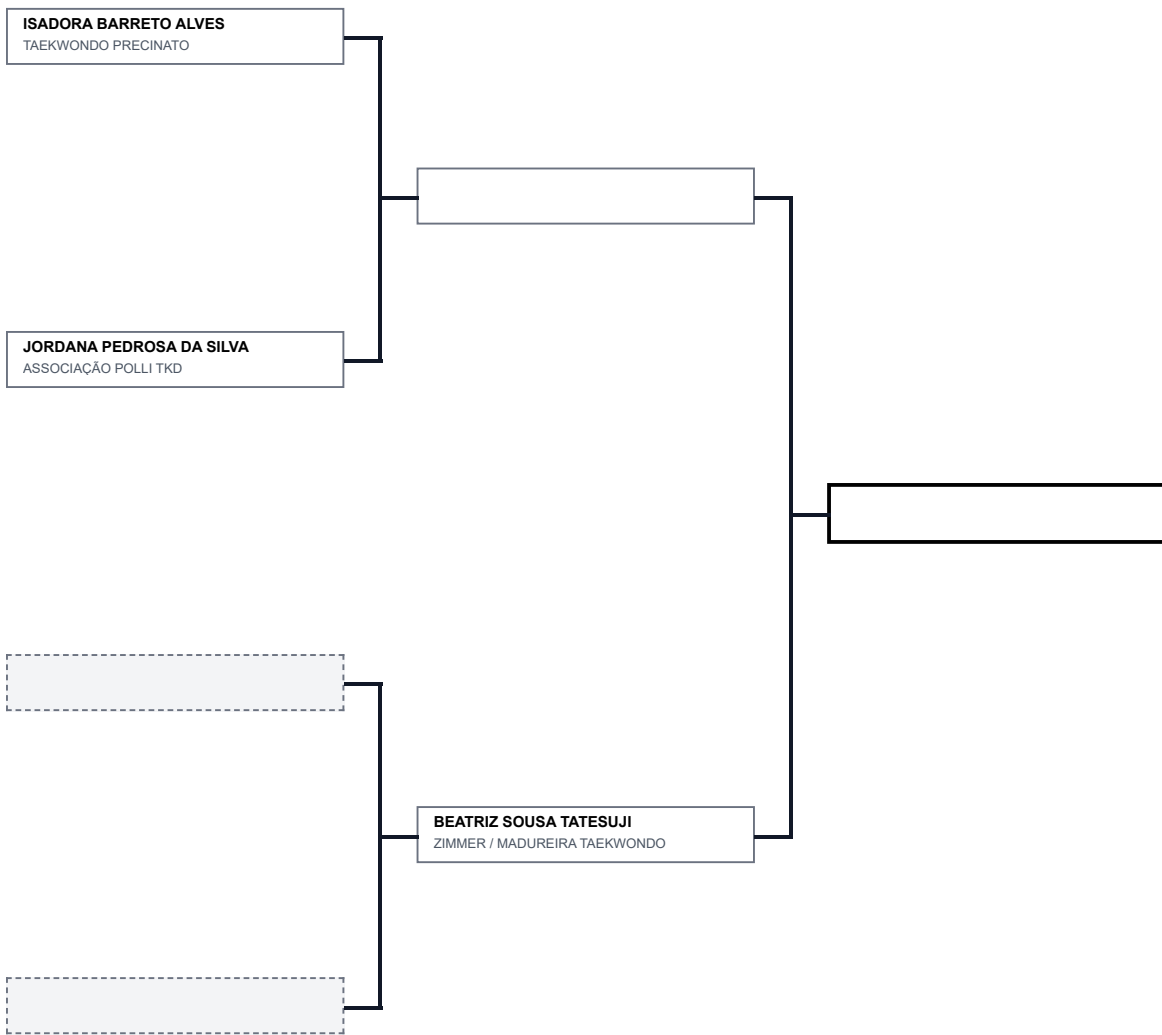 ISADORA BARRETO ALVES
TAEKWONDO PRECINATO
JORDANA PEDROSA DA SILVA
ASSOCIAÇÃO POLLI TKD
BEATRIZ SOUSA TATESUJI
ZIMMER / MADUREIRA TAEKWONDO